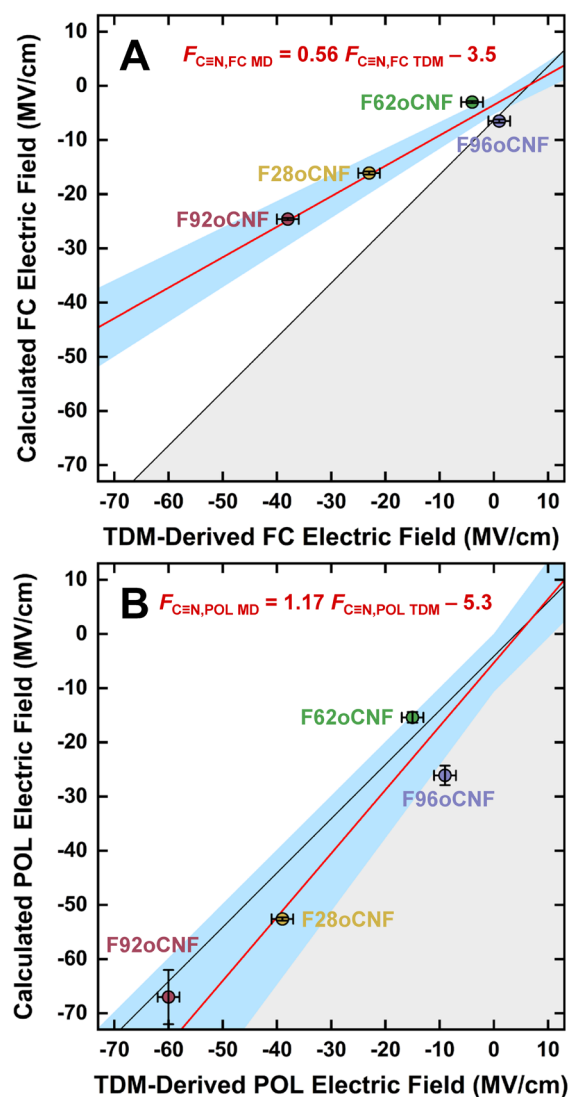 A
F C≡N,FC MD = 0.56 F C≡N,FC TDM – 3.5
10
0
-10
-20
-30
-40
-50
-60
-70
Calculated FC Electric Field (MV/cm)
F62oCNF
F96oCNF
F28oCNF
F92oCNF
-70 -60 -50 -40 -30 -20 -10 0 10
TDM-Derived FC Electric Field (MV/cm)
B
F C≡N,POL MD = 1.17 F C≡N,POL TDM – 5.3
10
0
-10
-20
-30
-40
-50
-60
-70
Calculated POL Electric Field (MV/cm)
F62oCNF
F96oCNF
F28oCNF
F92oCNF
-70 -60 -50 -40 -30 -20 -10 0 10
TDM-Derived POL Electric Field (MV/cm)